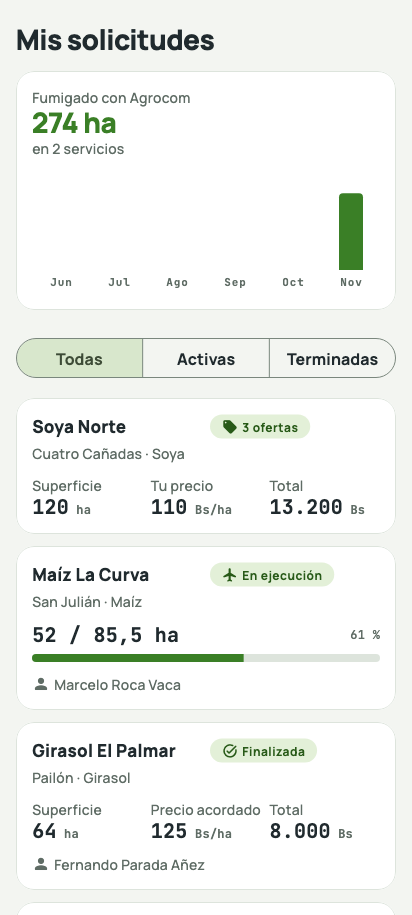 Mis solicitudes
Fumigado con Agrocom
274 ha
en 2 servicios
Jun Jul Ago Sep Oct Nov
Todas Activas Terminadas
Soya Norte 3 ofertas
Cuatro Cañadas · Soya
Superficie Tu precio Total
120 ha 110 Bs/ha 13.200 Bs
Maíz La Curva En ejecución
San Julián · Maíz
52 / 85,5 ha 61 %
Marcelo Roca Vaca
Girasol El Palmar Finalizada
Pailón · Girasol
Superficie Precio acordado Total
64 ha 125 Bs/ha 8.000 Bs
Fernando Parada Añez